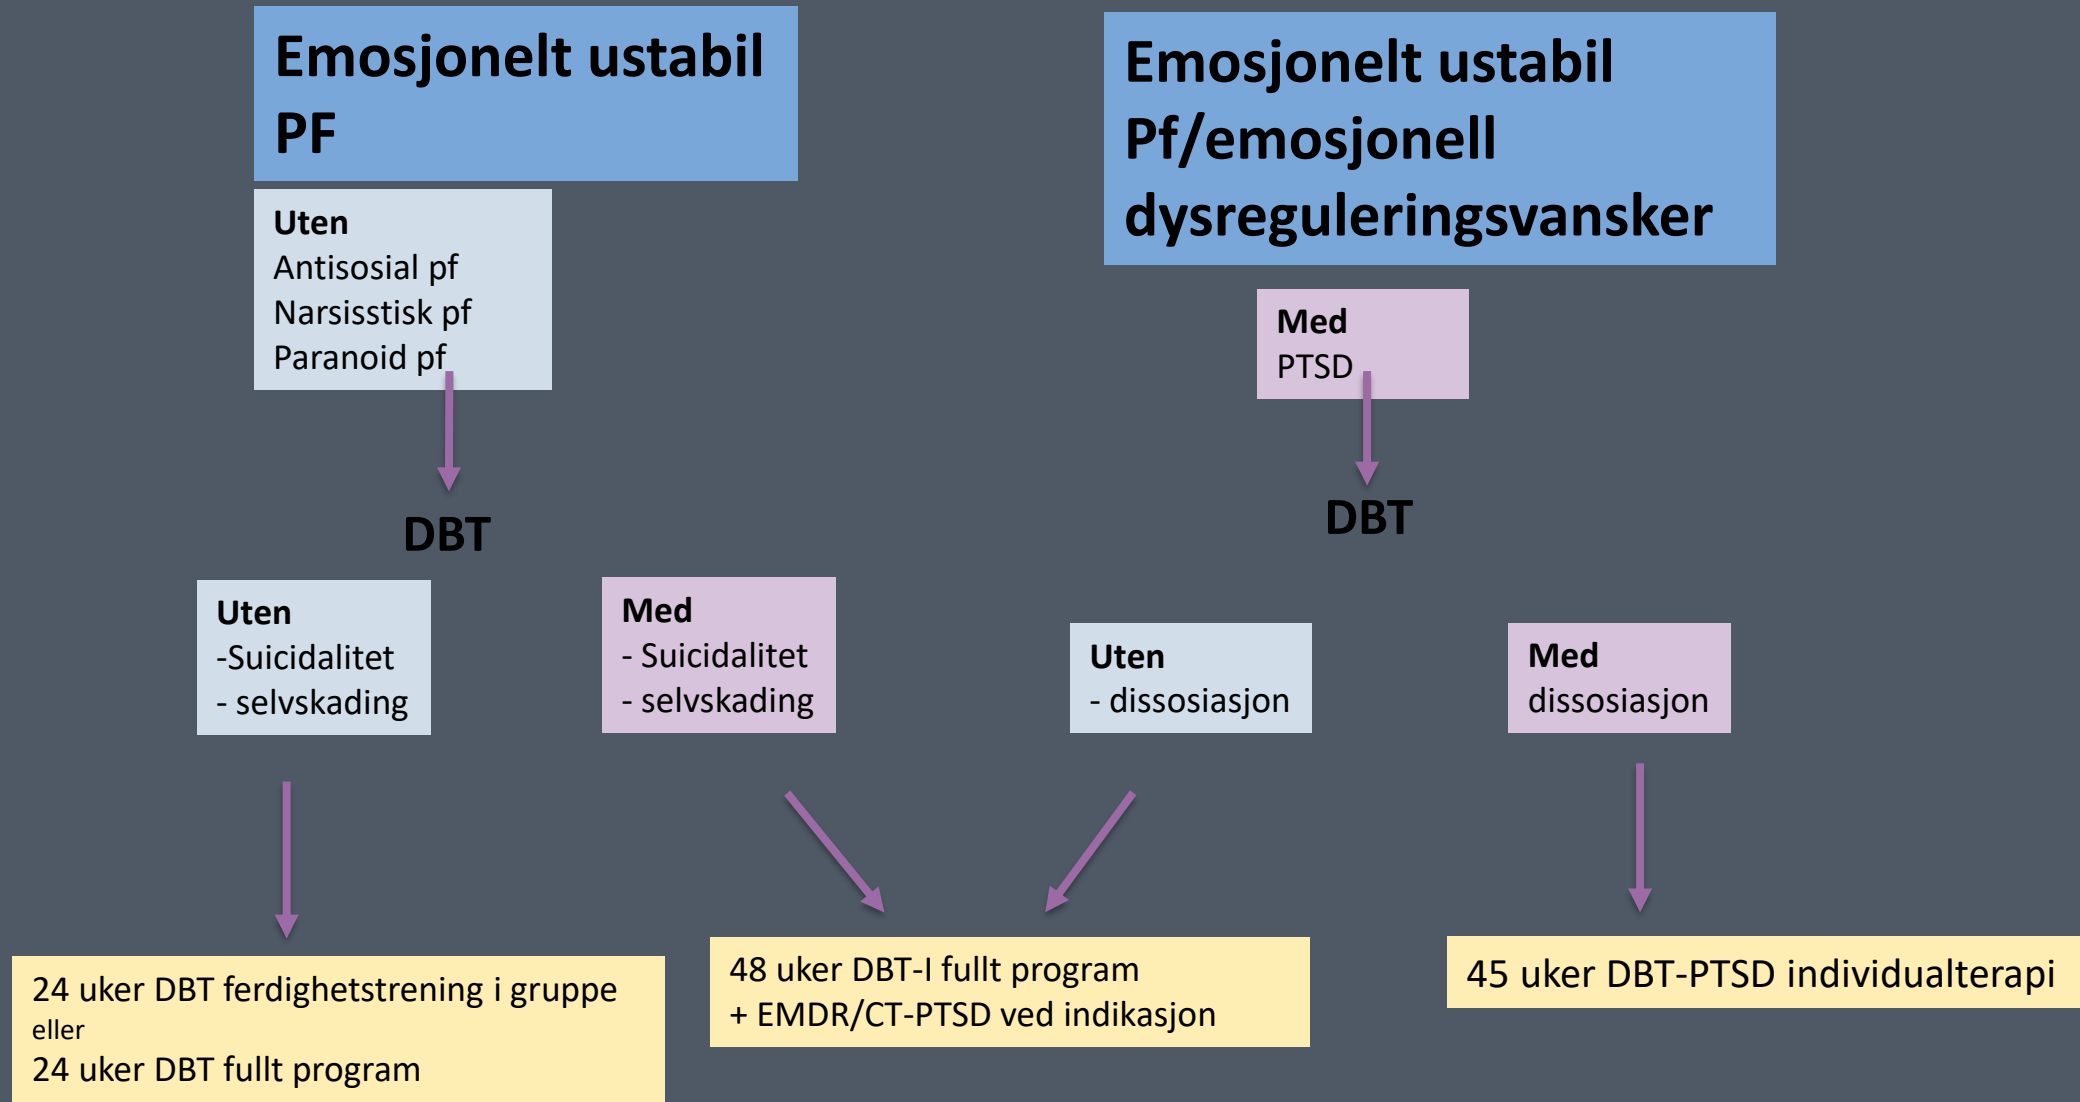 Emosjonelt ustabil
PF
Uten
Antisosial pf
Narsisstisk pf
Paranoid pf
DBT
Uten
-Suicidalitet
- selvskading
Med
- Suicidalitet
- selvskading
24 uker DBT ferdighetstrening i gruppe
eller
24 uker DBT fullt program
48 uker DBT-I fullt program
+ EMDR/CT-PTSD ved indikasjon
Emosjonelt ustabil
Pf/emosjonell
dysreguleringsvansker
Med
PTSD
DBT
Uten
- dissosiasjon
Med
dissosiasjon
45 uker DBT-PTSD individualterapi